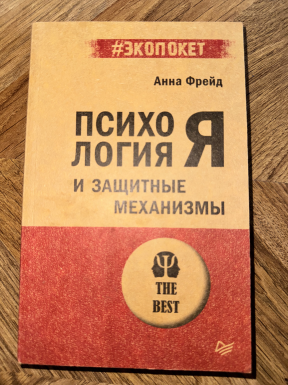 #ЭКОПОКЕТ
Анна Фрейд
ПСИХО
ЛОГИЯ Я
И ЗАЩИТНЫЕ
МЕХАНИЗМЫ
THE
BEST